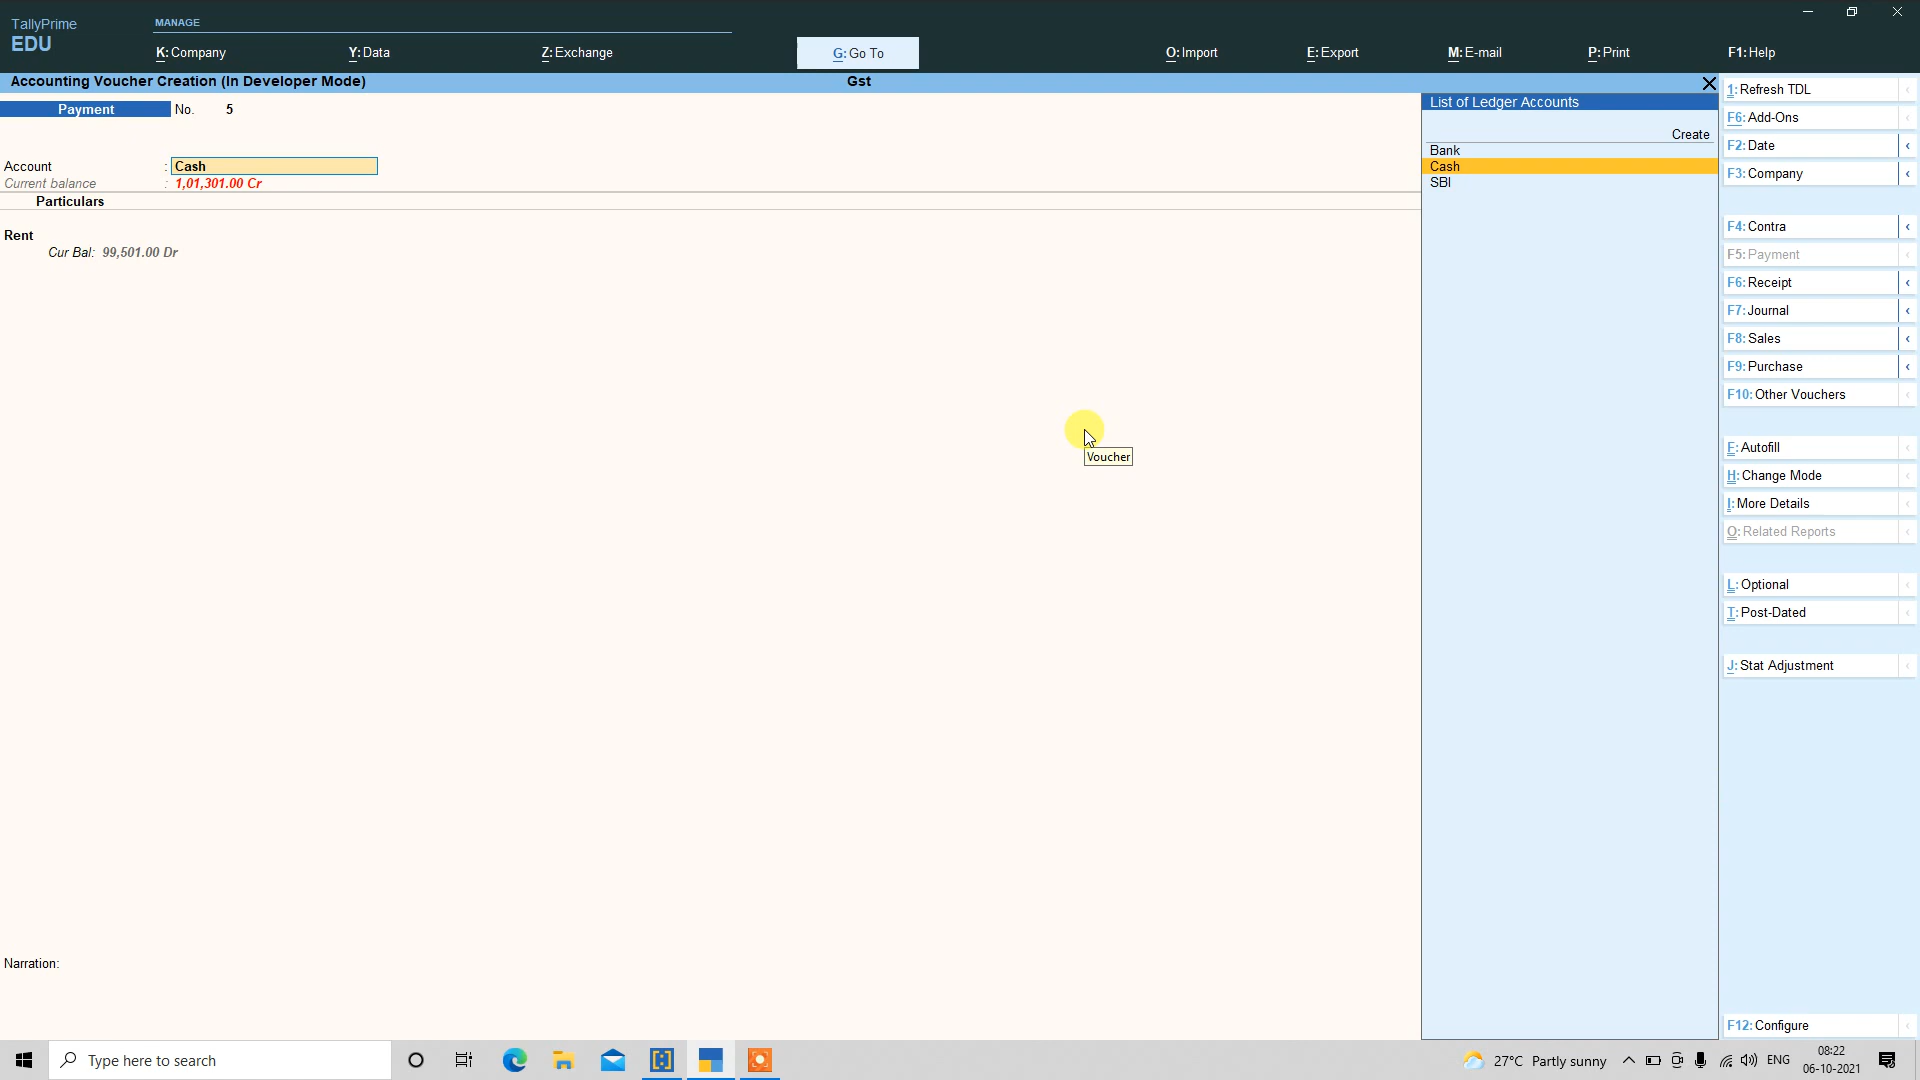 TallyPrime
EDU
MANAGE
K: Company
Y: Data
Z: Exchange
G: Go To
O: Import
E: Export
M: E-mail
P: Print
F1: Help
Accounting Voucher Creation (In Developer Mode)
Gst
Payment No. 5
Account : Cash
Current balance : 1,01,301.00 Cr
Particulars
Rent
Cur Bal: 99,501.00 Dr
Voucher
Narration:
List of Ledger Accounts
Create
Bank
Cash
SBI
1: Refresh TDL
F6: Add-Ons
F2: Date
F3: Company
F4: Contra
F5: Payment
F6: Receipt
F7: Journal
F8: Sales
F9: Purchase
F10: Other Vouchers
F: Autofill
H: Change Mode
I: More Details
O: Related Reports
L: Optional
T: Post-Dated
J: Stat Adjustment
F12: Configure
Type here to search
27°C Partly sunny
ENG
08:22
06-10-2021